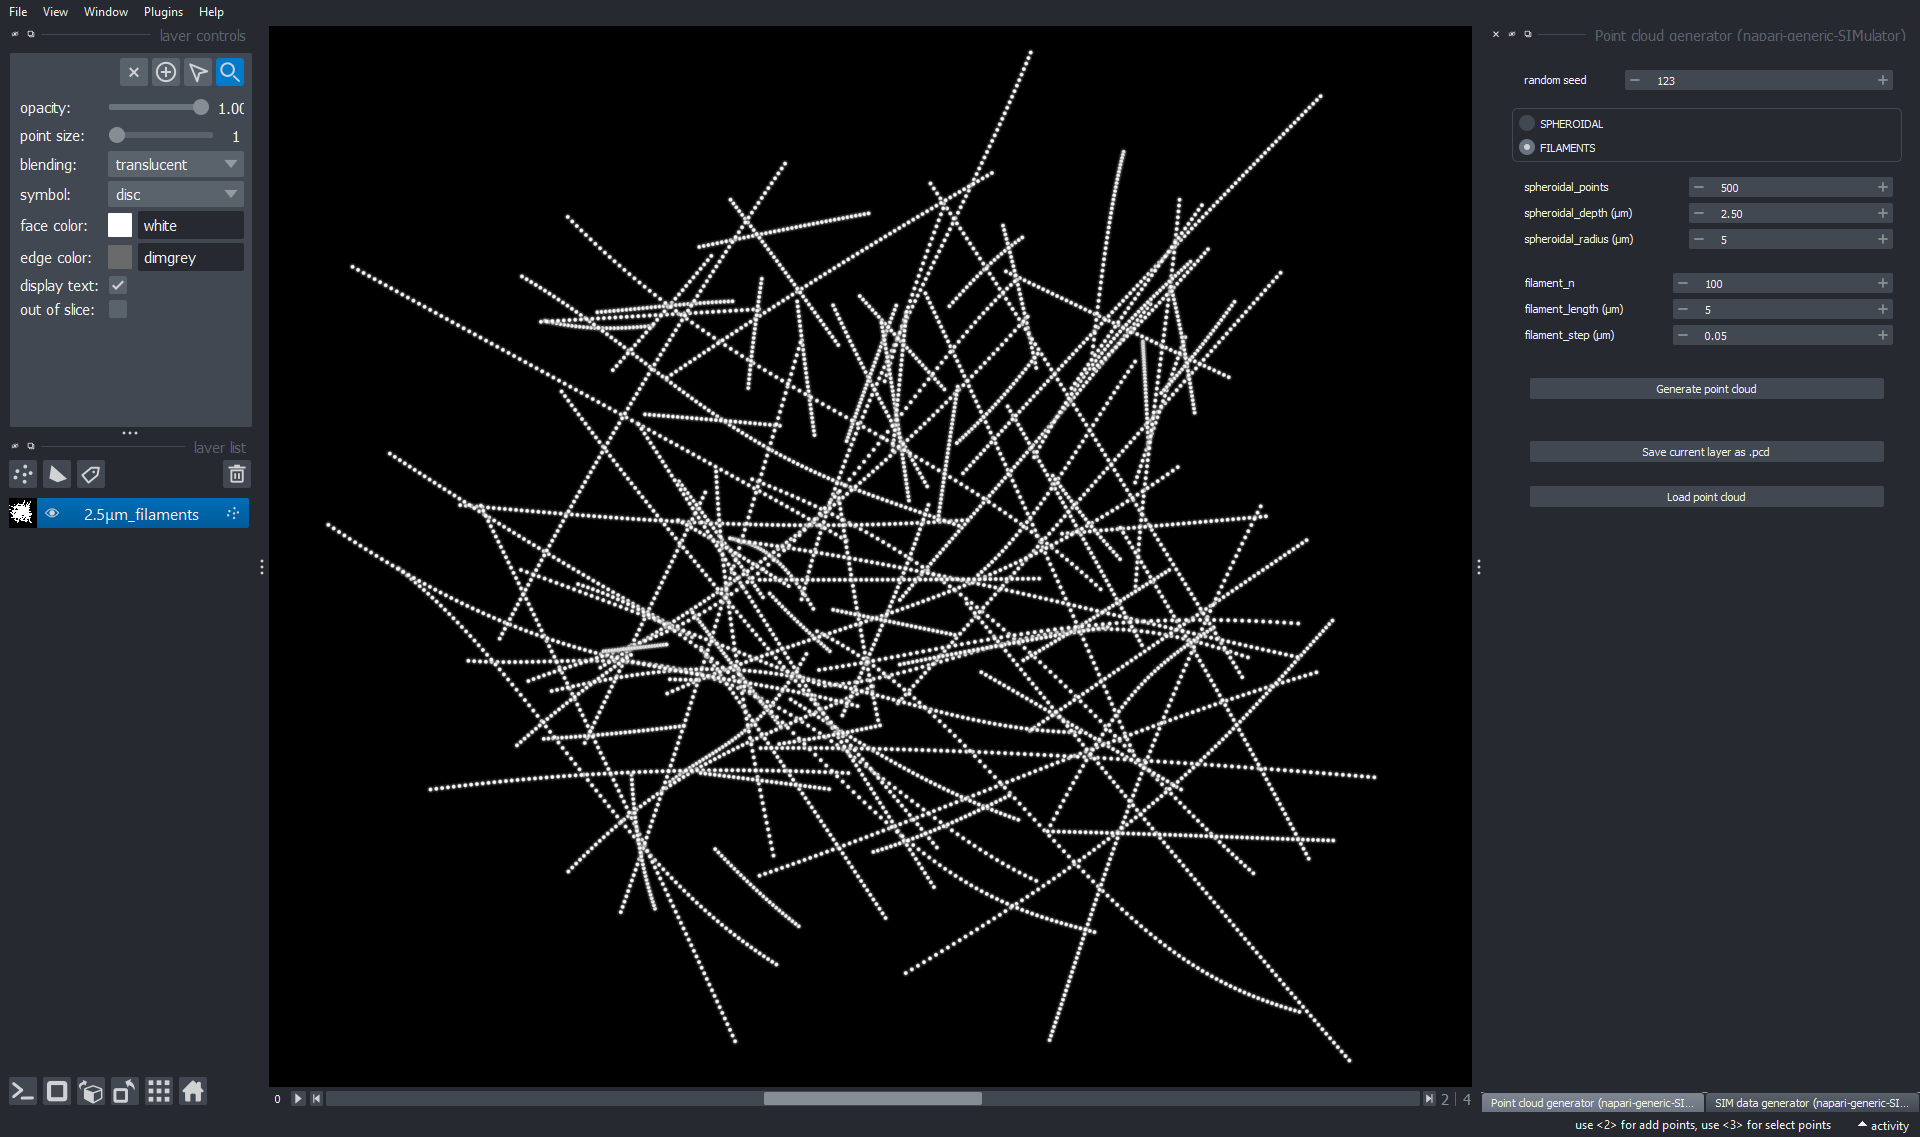 File View Window Plugins Help
layer controls
opacity: 1.00
point size: 1
blending: translucent
symbol: disc
face color: white
edge color: dimgrey
display text:
out of slice:
layer list
2.5µm_filaments
0
2 | 4
Point cloud generator (napari-generic-SIMulator)
random seed 123
SPHEROIDAL
FILAMENTS
spheroidal_points 500
spheroidal_depth (µm) 2.50
spheroidal_radius (µm) 5
filament_n 100
filament_length (µm) 5
filament_step (µm) 0.05
Generate point cloud
Save current layer as .pcd
Load point cloud
Point cloud generator (napari-generic-SI... SIM data generator (napari-generic-SI...
use <2> for add points, use <3> for select points activity